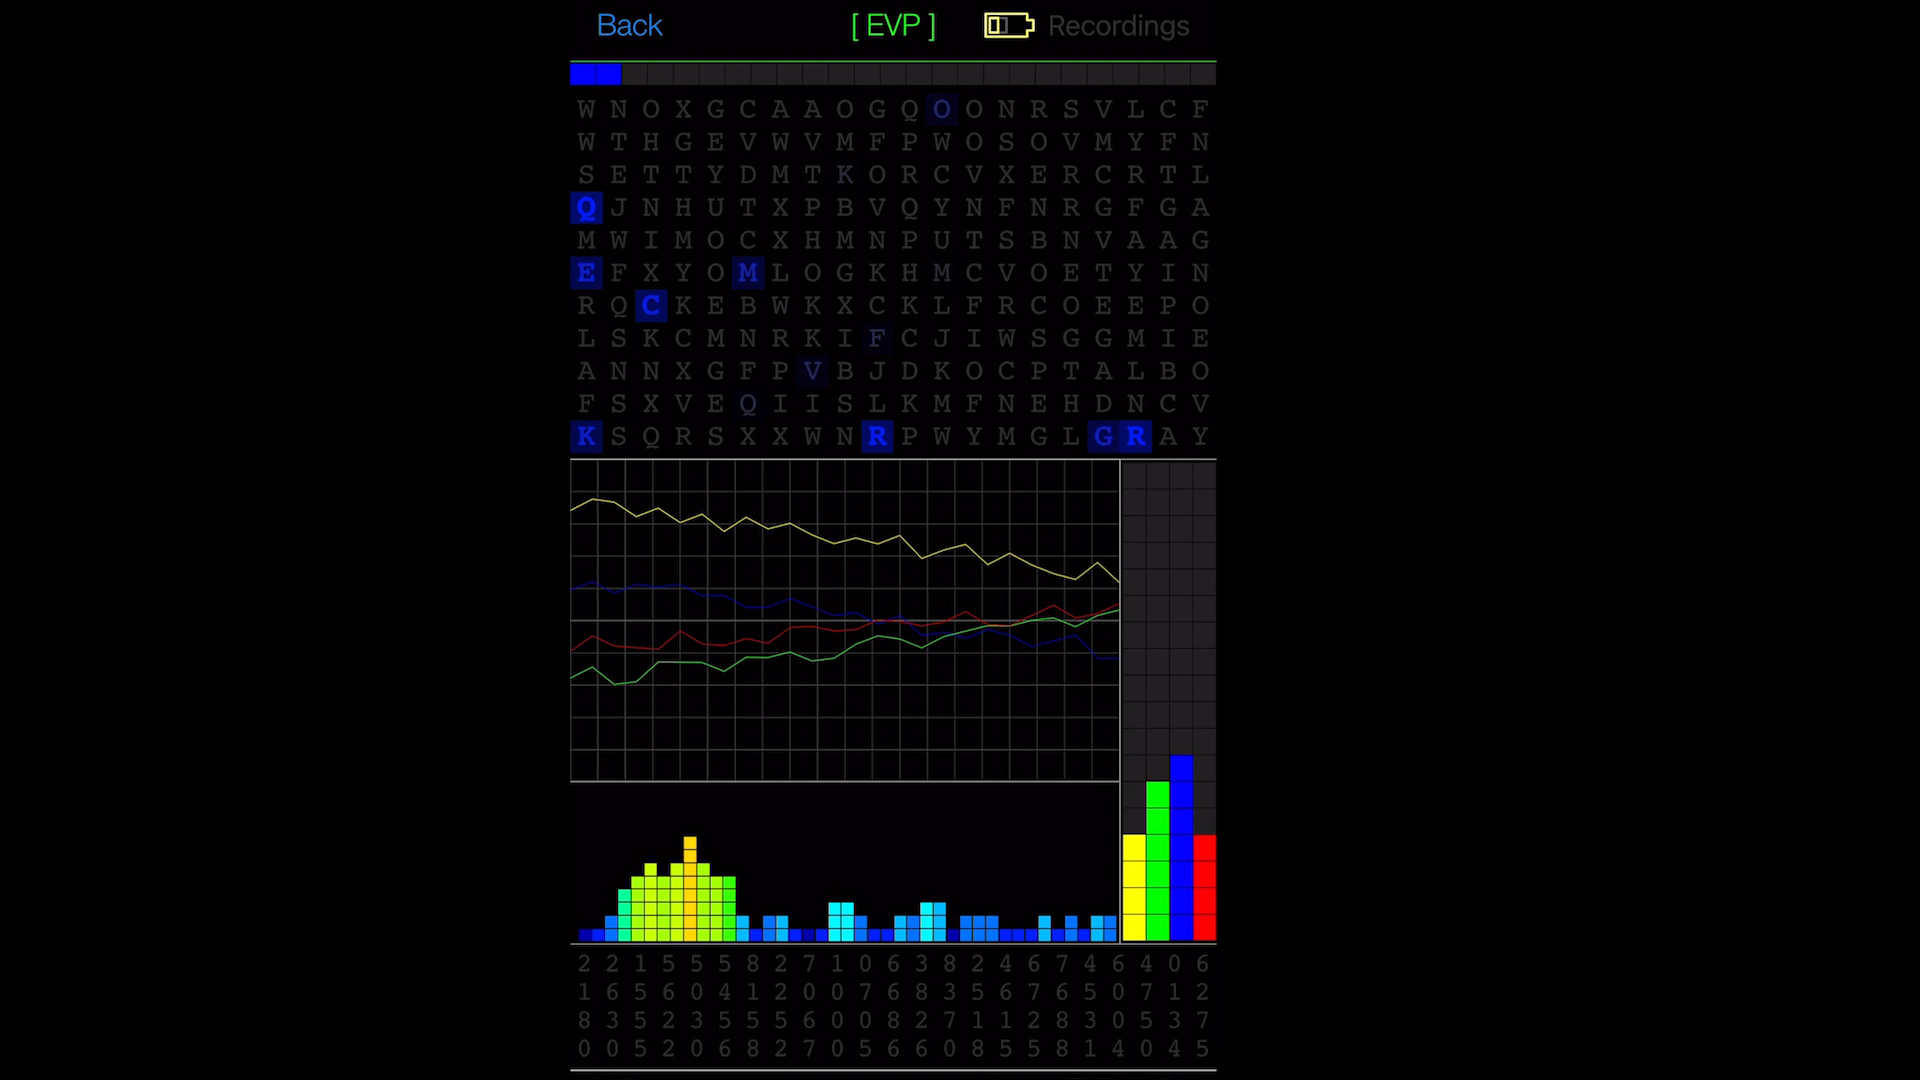 Back [ EVP ] Recordings
W N O X G C A A O G Q O O N R S V L C F
W T H G E V W V M F P W O S O V M Y F N
S E T T Y D M T K O R C V X E R C R T L
Q J N H U T X P B V Q Y N F N R G F G A
M W I M O C X H M N P U T S B N V A A G
E F X Y O M L O G K H M C V O E T Y I N
R Q C K E B W K X C K L F R C O E E P O
L S K C M N R K I F C J I W S G G M I E
A N N X G F P V B J D K O C P T A L B O
F S X V E Q I I S L K M F N E H D N C V
K S Q R S X X W N R P W Y M G L G R A Y
2 2 1 5 5 5 8 2 7 1 0 6 3 8 2 4 6 7 4 6 4 0 6
1 6 5 6 0 4 1 2 0 0 7 6 8 3 5 6 7 6 5 0 7 1 2
8 3 5 2 3 5 5 5 6 0 0 8 2 7 1 1 2 8 3 0 5 3 7
0 0 5 2 0 6 8 2 7 0 5 6 6 0 8 5 5 8 1 4 0 4 5